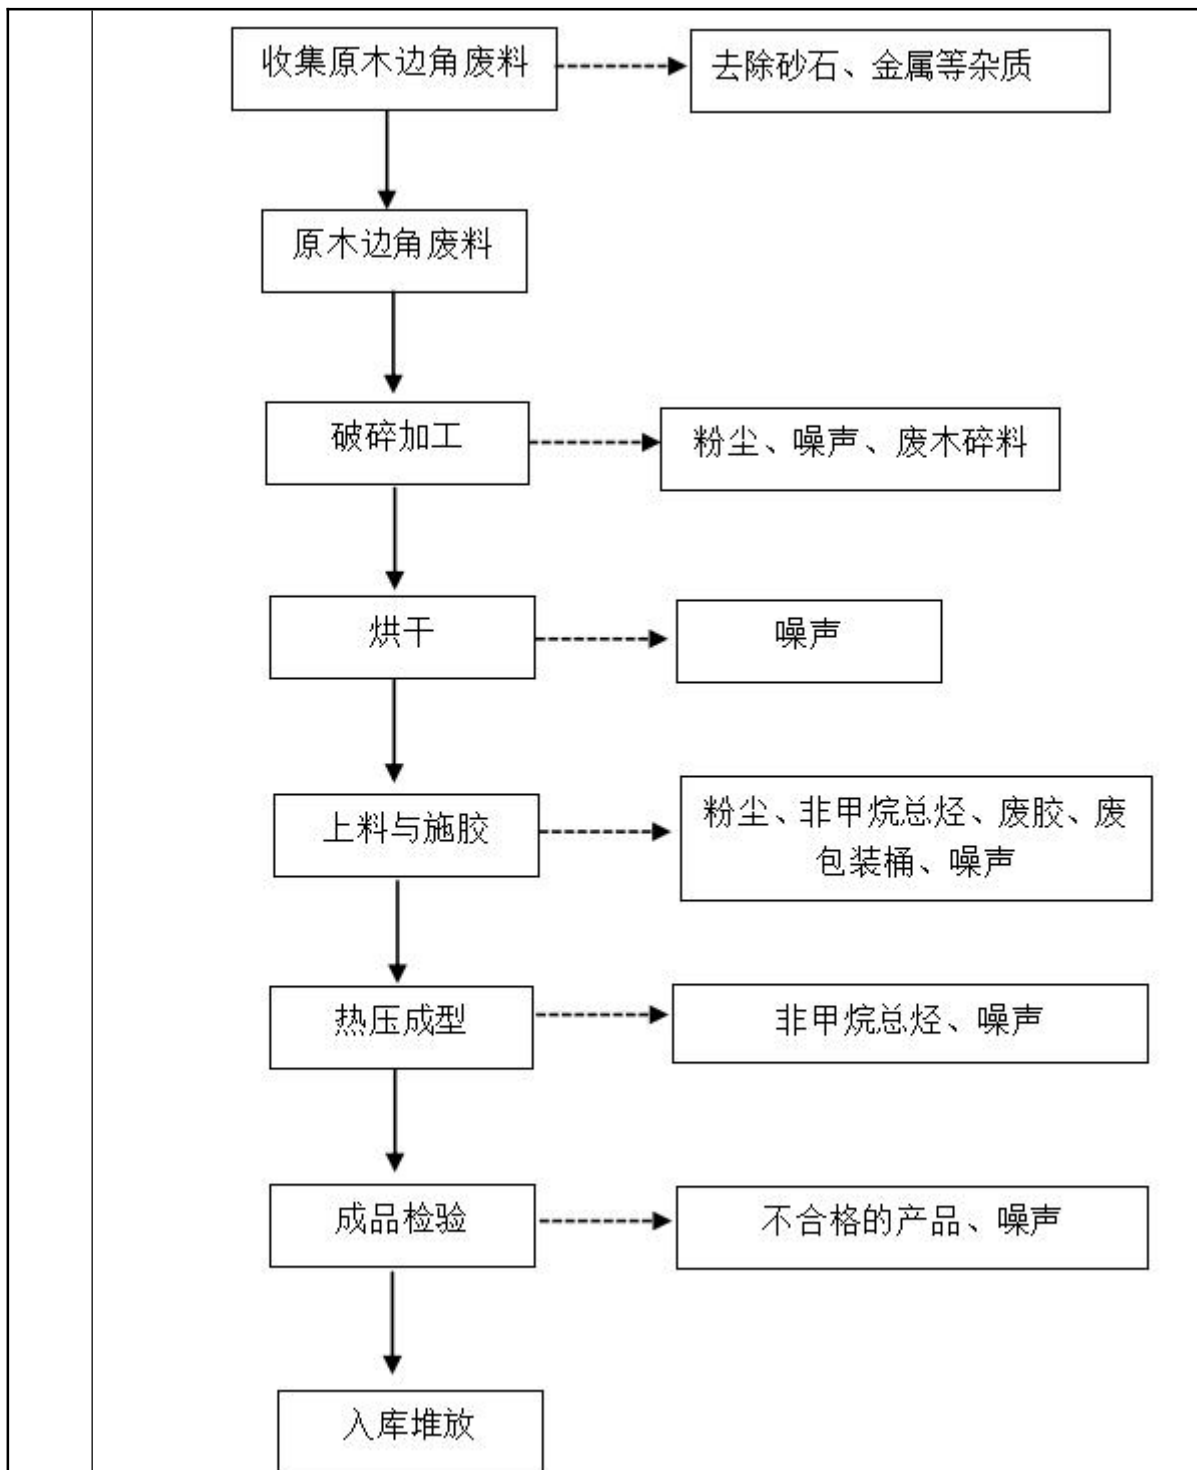 收集原木边角废料
去除砂石、金属等杂质
原木边角废料
破碎加工
粉尘、噪声、废木碎料
烘干
噪声
上料与施胶
粉尘、非甲烷总烃、废胶、废
包装桶、噪声
热压成型
非甲烷总烃、噪声
成品检验
不合格的产品、噪声
入库堆放